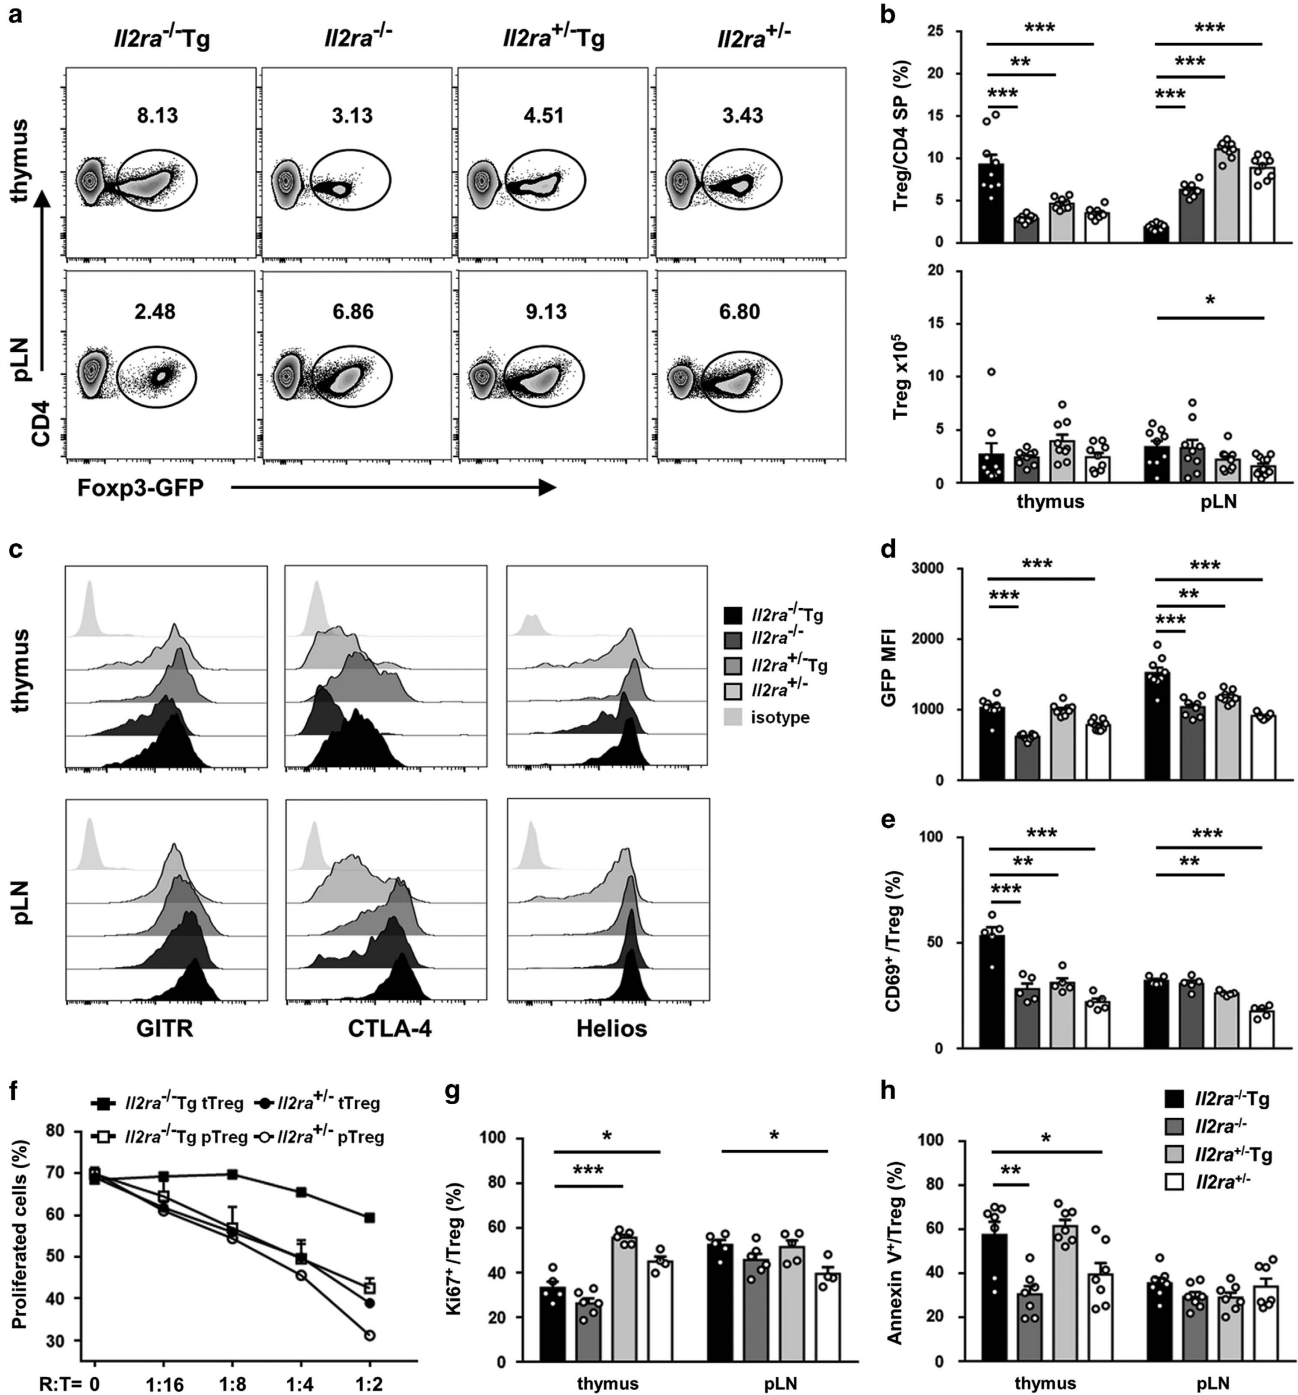 a
Il2ra-/-Tg Il2ra-/- Il2ra+/-Tg Il2ra+/-
thymus
8.13 3.13 4.51 3.43
pLN
2.48 6.86 9.13 6.80
CD4
Foxp3-GFP
b
Treg/CD4 SP (%)
25
20
15
10
5
0
*** ** *** *** *** ***
Treg x10⁵
20
15
10
5
0
*
thymus pLN
c
thymus
pLN
GITR CTLA-4 Helios
Il2ra-/-Tg
Il2ra-/-
Il2ra+/-Tg
Il2ra+/-
isotype
d
GFP MFI
3000
2000
1000
0
*** *** *** ** ***
e
CD69+/Treg (%)
100
50
0
*** ** *** *** **
f
Il2ra-/-Tg tTreg Il2ra+/- tTreg
Il2ra-/-Tg pTreg Il2ra+/- pTreg
Proliferated cells (%)
80
70
60
50
40
30
R:T= 0 1:16 1:8 1:4 1:2
g
Ki67+/Treg (%)
100
80
60
40
20
0
* *** *
thymus pLN
h
Il2ra-/-Tg
Il2ra-/-
Il2ra+/-Tg
Il2ra+/-
Annexin V+/Treg (%)
100
80
60
40
20
0
* **
thymus pLN